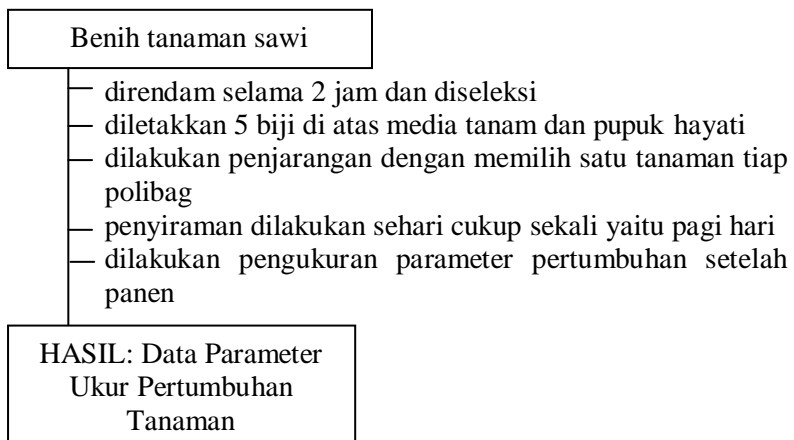 Benih tanaman sawi
direndam selama 2 jam dan diseleksi
diletakkan 5 biji di atas media tanam dan pupuk hayati
dilakukan penjarangan dengan memilih satu tanaman tiap
polibag
penyiraman dilakukan sehari cukup sekali yaitu pagi hari
dilakukan pengukuran parameter pertumbuhan setelah
panen
HASIL: Data Parameter
Ukur Pertumbuhan
Tanaman